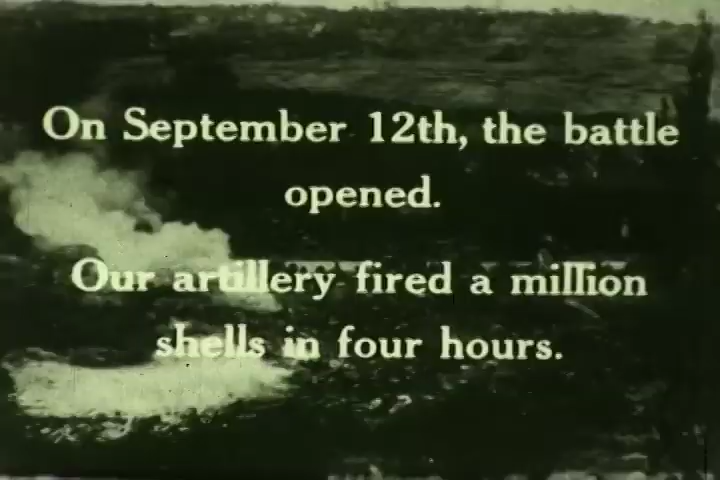 On September 12th, the battle
opened.
Our artillery fired a million
shells in four hours.